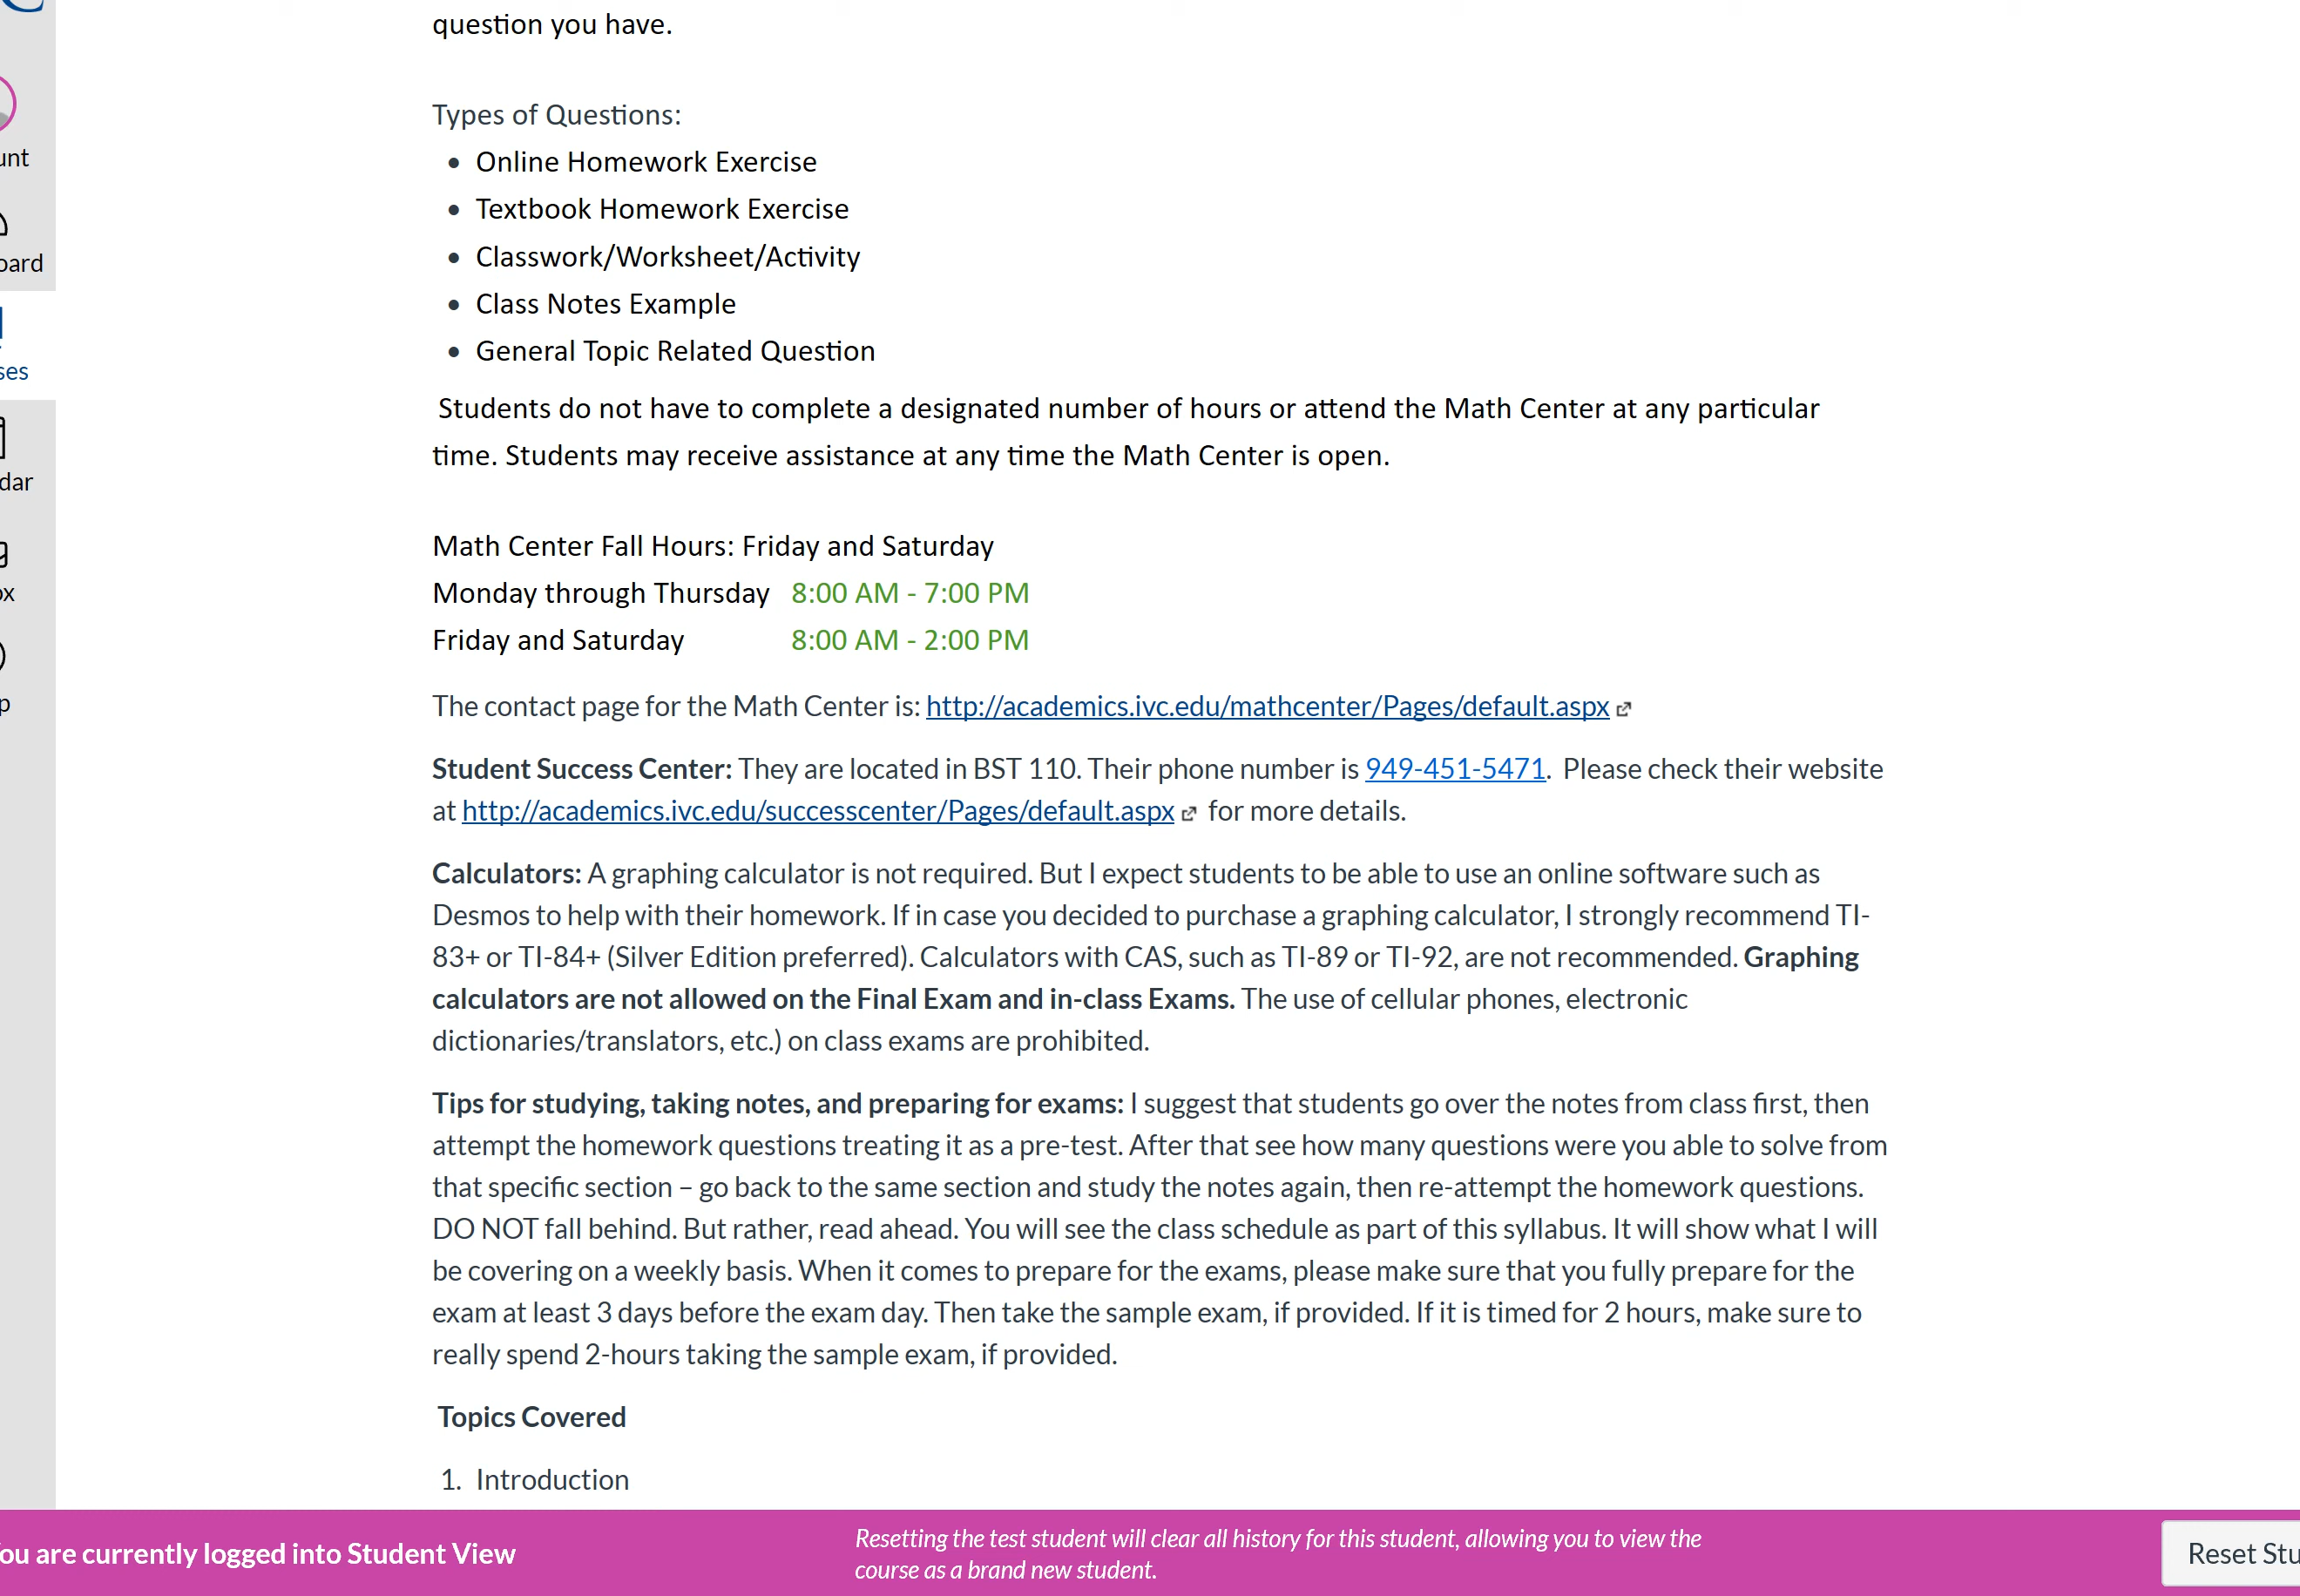 question you have.
unt
Types of Questions:
Online Homework Exercise
Textbook Homework Exercise
Classwork/Worksheet/Activity
Class Notes Example
General Topic Related Question
oard
ses
dar
ox
p
Students do not have to complete a designated number of hours or attend the Math Center at any particular
time. Students may receive assistance at any time the Math Center is open.
Math Center Fall Hours: Friday and Saturday
Monday through Thursday 8:00 AM - 7:00 PM
Friday and Saturday 8:00 AM - 2:00 PM
The contact page for the Math Center is: http://academics.ivc.edu/mathcenter/Pages/default.aspx
Student Success Center: They are located in BST 110. Their phone number is 949-451-5471. Please check their website
at http://academics.ivc.edu/successcenter/Pages/default.aspx for more details.
Calculators: A graphing calculator is not required. But I expect students to be able to use an online software such as
Desmos to help with their homework. If in case you decided to purchase a graphing calculator, I strongly recommend TI-
83+ or TI-84+ (Silver Edition preferred). Calculators with CAS, such as TI-89 or TI-92, are not recommended. Graphing
calculators are not allowed on the Final Exam and in-class Exams. The use of cellular phones, electronic
dictionaries/translators, etc.) on class exams are prohibited.
Tips for studying, taking notes, and preparing for exams: I suggest that students go over the notes from class first, then
attempt the homework questions treating it as a pre-test. After that see how many questions were you able to solve from
that specific section – go back to the same section and study the notes again, then re-attempt the homework questions.
DO NOT fall behind. But rather, read ahead. You will see the class schedule as part of this syllabus. It will show what I will
be covering on a weekly basis. When it comes to prepare for the exams, please make sure that you fully prepare for the
exam at least 3 days before the exam day. Then take the sample exam, if provided. If it is timed for 2 hours, make sure to
really spend 2-hours taking the sample exam, if provided.
Topics Covered
1. Introduction
ou are currently logged into Student View
Resetting the test student will clear all history for this student, allowing you to view the
course as a brand new student.
Reset Stu